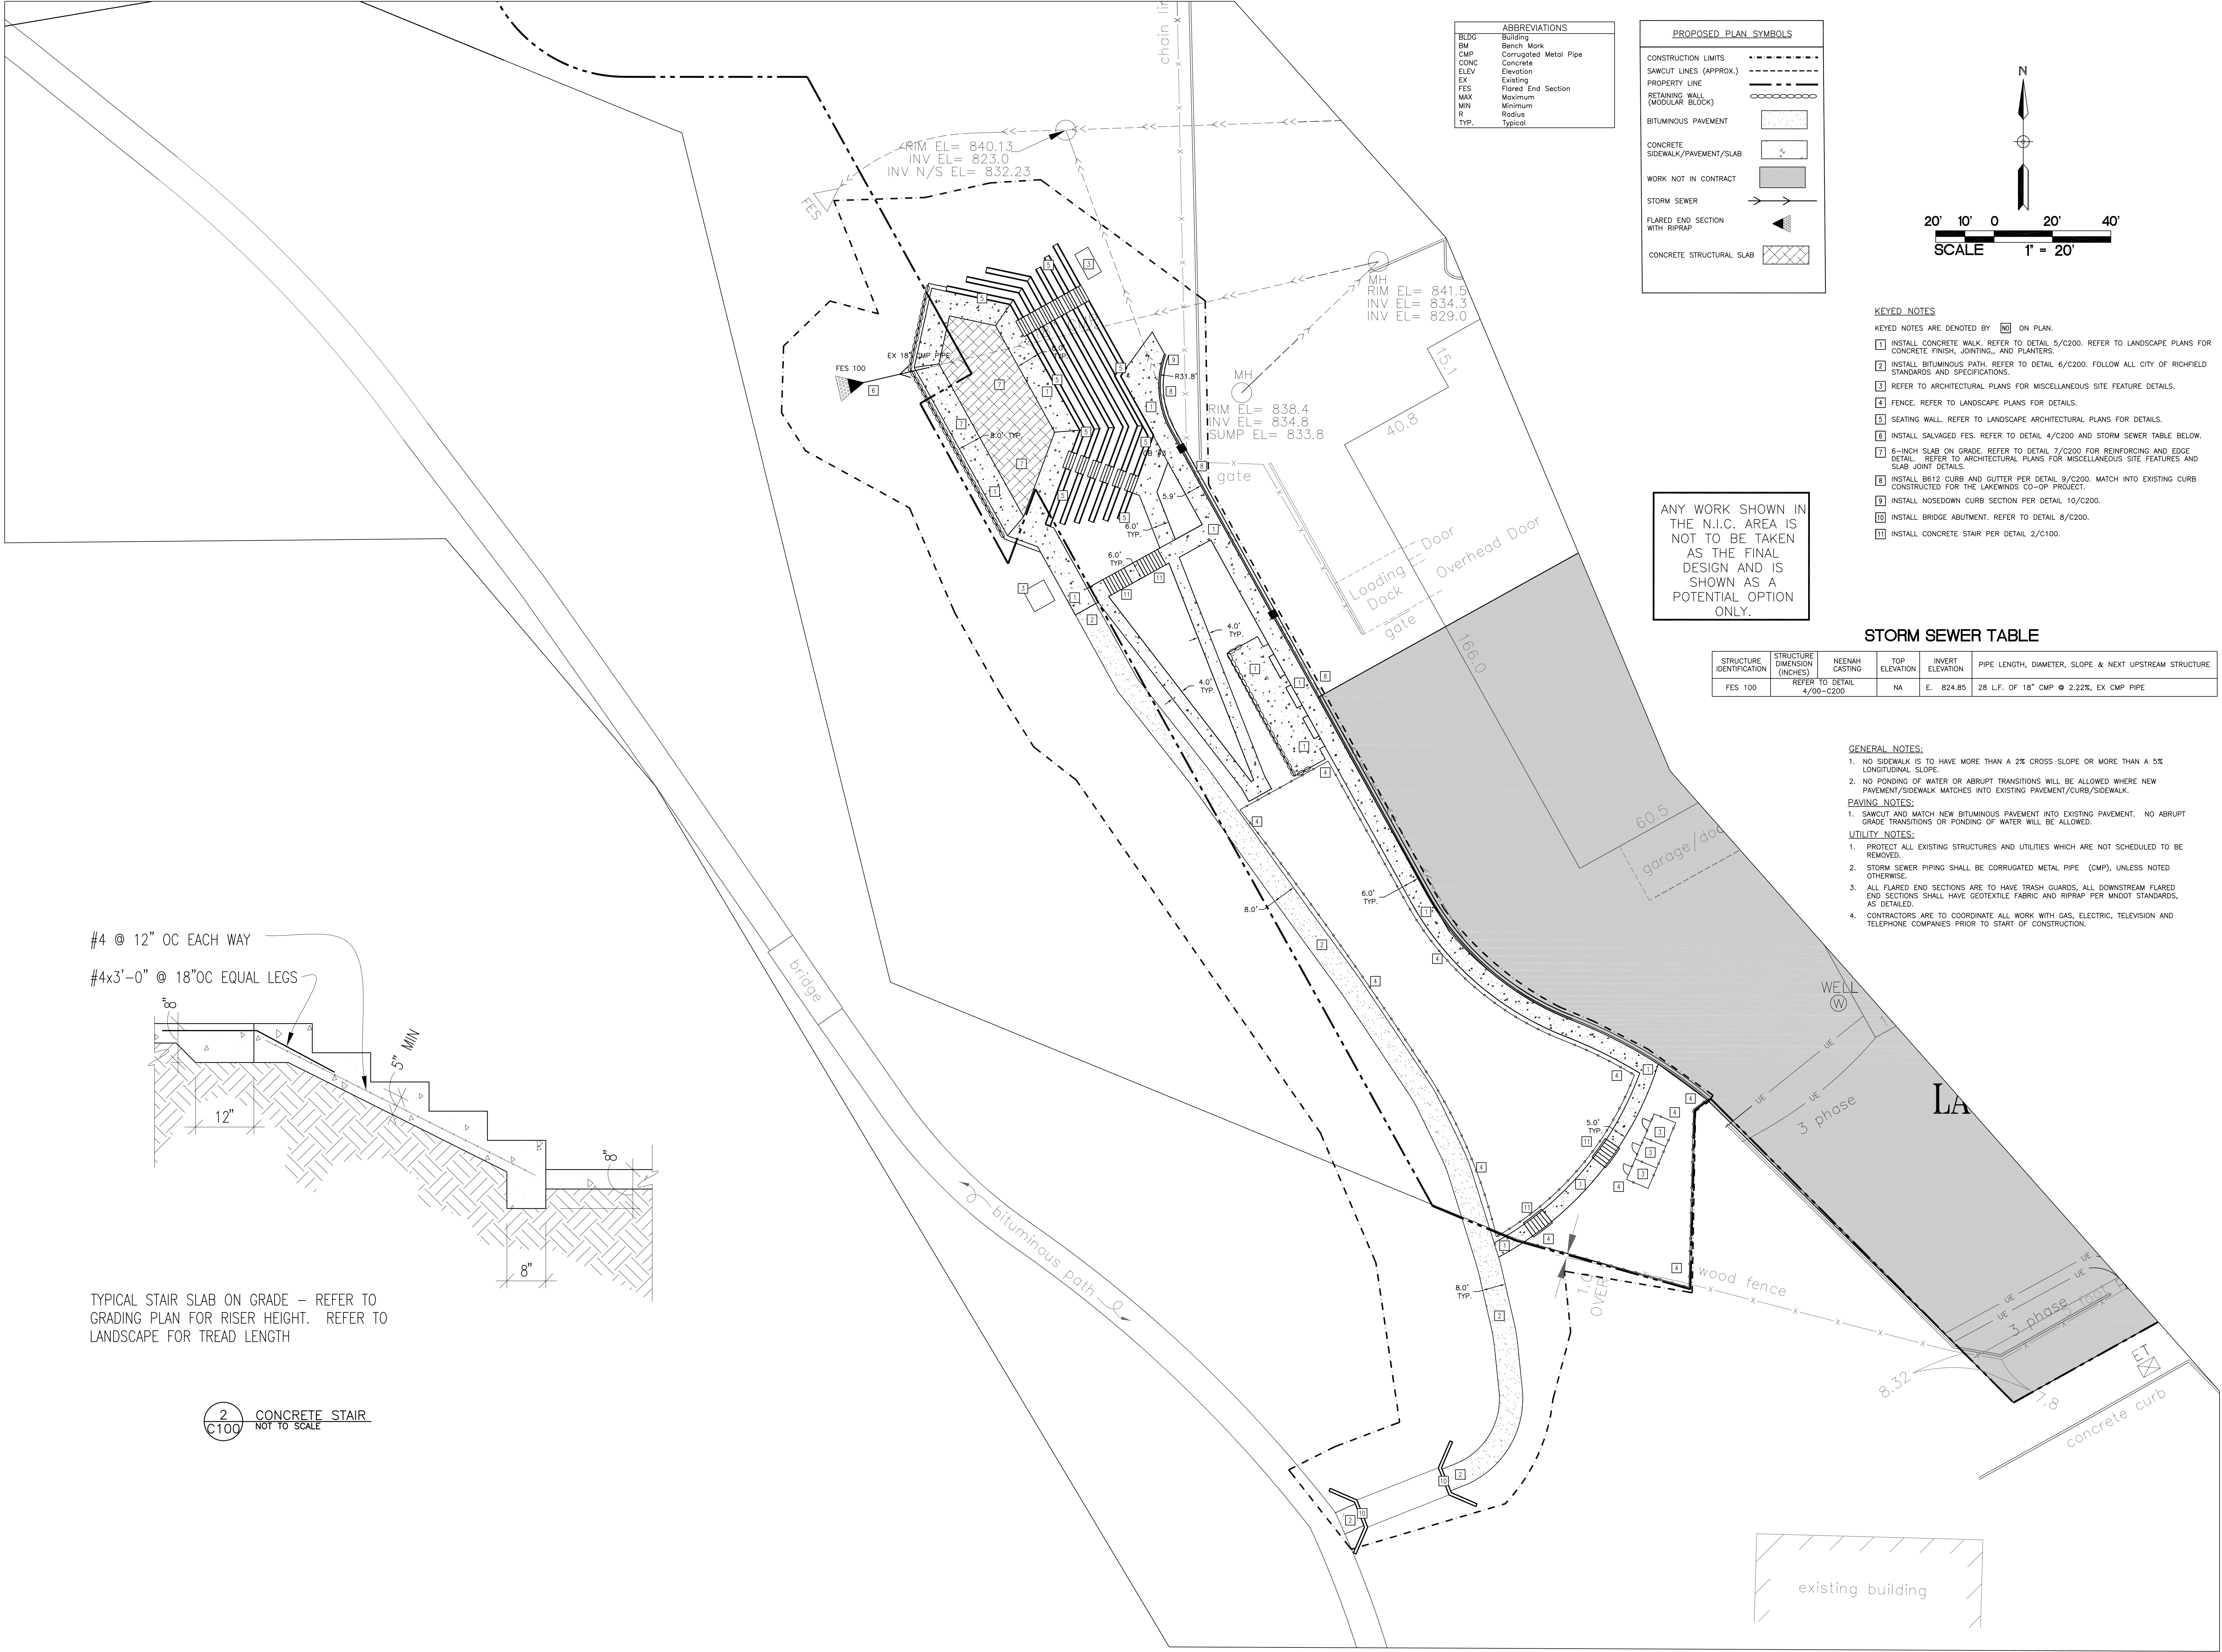 ABBREVIATIONS
BLDG Building
BM Bench Mark
CMP Corrugated Metal Pipe
CONC Concrete
ELEV Elevation
EX Existing
FES Flared End Section
MAX Maximum
MIN Minimum
R Radius
TYP. Typical
PROPOSED PLAN SYMBOLS
CONSTRUCTION LIMITS
SAWCUT LINES (APPROX.)
PROPERTY LINE
RETAINING WALL
(MODULAR BLOCK)
BITUMINOUS PAVEMENT
CONCRETE
SIDEWALK/PAVEMENT/SLAB
WORK NOT IN CONTRACT
STORM SEWER
FLARED END SECTION
WITH RIPRAP
CONCRETE STRUCTURAL SLAB
N
20' 10' 0 20' 40'
SCALE 1" = 20'
KEYED NOTES
KEYED NOTES ARE DENOTED BY NO ON PLAN.
1 INSTALL CONCRETE WALK. REFER TO DETAIL 5/C200. REFER TO LANDSCAPE PLANS FOR
CONCRETE FINISH, JOINTING,, AND PLANTERS.
2 INSTALL BITUMINOUS PATH. REFER TO DETAIL 6/C200. FOLLOW ALL CITY OF RICHFIELD
STANDARDS AND SPECIFICATIONS.
3 REFER TO ARCHITECTURAL PLANS FOR MISCELLANEOUS SITE FEATURE DETAILS.
4 FENCE. REFER TO LANDSCAPE PLANS FOR DETAILS.
5 SEATING WALL. REFER TO LANDSCAPE ARCHITECTURAL PLANS FOR DETAILS.
6 INSTALL SALVAGED FES. REFER TO DETAIL 4/C200 AND STORM SEWER TABLE BELOW.
7 6-INCH SLAB ON GRADE. REFER TO DETAIL 7/C200 FOR REINFORCING AND EDGE
DETAIL. REFER TO ARCHITECTURAL PLANS FOR MISCELLANEOUS SITE FEATURES AND
SLAB JOINT DETAILS.
8 INSTALL B612 CURB AND GUTTER PER DETAIL 9/C200. MATCH INTO EXISTING CURB
CONSTRUCTED FOR THE LAKEWINDS CO-OP PROJECT.
9 INSTALL NOSEDOWN CURB SECTION PER DETAIL 10/C200.
10 INSTALL BRIDGE ABUTMENT. REFER TO DETAIL 8/C200.
11 INSTALL CONCRETE STAIR PER DETAIL 2/C100.
ANY WORK SHOWN IN
THE N.I.C. AREA IS
NOT TO BE TAKEN
AS THE FINAL
DESIGN AND IS
SHOWN AS A
POTENTIAL OPTION
ONLY.
STORM SEWER TABLE
STRUCTURE IDENTIFICATION STRUCTURE DIMENSION (INCHES) NEENAH CASTING TOP ELEVATION INVERT ELEVATION PIPE LENGTH, DIAMETER, SLOPE & NEXT UPSTREAM STRUCTURE
FES 100 REFER TO DETAIL 4/00-C200 NA E. 824.85 28 L.F. OF 18" CMP @ 2.22%, EX CMP PIPE
GENERAL NOTES:
1. NO SIDEWALK IS TO HAVE MORE THAN A 2% CROSS SLOPE OR MORE THAN A 5%
LONGITUDINAL SLOPE.
2. NO PONDING OF WATER OR ABRUPT TRANSITIONS WILL BE ALLOWED WHERE NEW
PAVEMENT/SIDEWALK MATCHES INTO EXISTING PAVEMENT/CURB/SIDEWALK.
PAVING NOTES:
1. SAWCUT AND MATCH NEW BITUMINOUS PAVEMENT INTO EXISTING PAVEMENT. NO ABRUPT
GRADE TRANSITIONS OR PONDING OF WATER WILL BE ALLOWED.
UTILITY NOTES:
1. PROTECT ALL EXISTING STRUCTURES AND UTILITIES WHICH ARE NOT SCHEDULED TO BE
REMOVED.
2. STORM SEWER PIPING SHALL BE CORRUGATED METAL PIPE (CMP), UNLESS NOTED
OTHERWISE.
3. ALL FLARED END SECTIONS ARE TO HAVE TRASH GUARDS, ALL DOWNSTREAM FLARED
END SECTIONS SHALL HAVE GEOTEXTILE FABRIC AND RIPRAP PER MNDOT STANDARDS,
AS DETAILED.
4. CONTRACTORS ARE TO COORDINATE ALL WORK WITH GAS, ELECTRIC, TELEVISION AND
TELEPHONE COMPANIES PRIOR TO START OF CONSTRUCTION.
chain
RIM EL= 840.13
INV EL= 823.0
INV N/S EL= 832.23
FES
MH
RIM EL= 841.5
INV EL= 834.3
INV EL= 829.0
EX 18" CMP PIPE
FES 100
8.0' TYP.
8.0'
TYP.
R31.8'
MH
RIM EL= 838.4
INV EL= 834.8
SUMP EL= 833.8
15.1
40.8
gate
5.9'
6.0'
TYP.
6.0'
TYP.
Door
Overhead Door
Loading
Dock
gate
4.0'
TYP.
4.0'
TYP.
166.0
60.5
garage/doc
6.0'
TYP.
8.0'
bridge
WELL
W
UE
UE
3 phase
LA
5.0'
TYP.
8.0'
TYP.
1.0
OVER
wood fence
bituminous path
UE
UE
UE
UE
3 phase
8.32
7.8
ET
concrete curb
existing building
#4 @ 12" OC EACH WAY
#4x3'-0" @ 18"OC EQUAL LEGS
8"
5" MIN
12"
8"
8"
TYPICAL STAIR SLAB ON GRADE - REFER TO
GRADING PLAN FOR RISER HEIGHT. REFER TO
LANDSCAPE FOR TREAD LENGTH
2
C100
CONCRETE STAIR
NOT TO SCALE